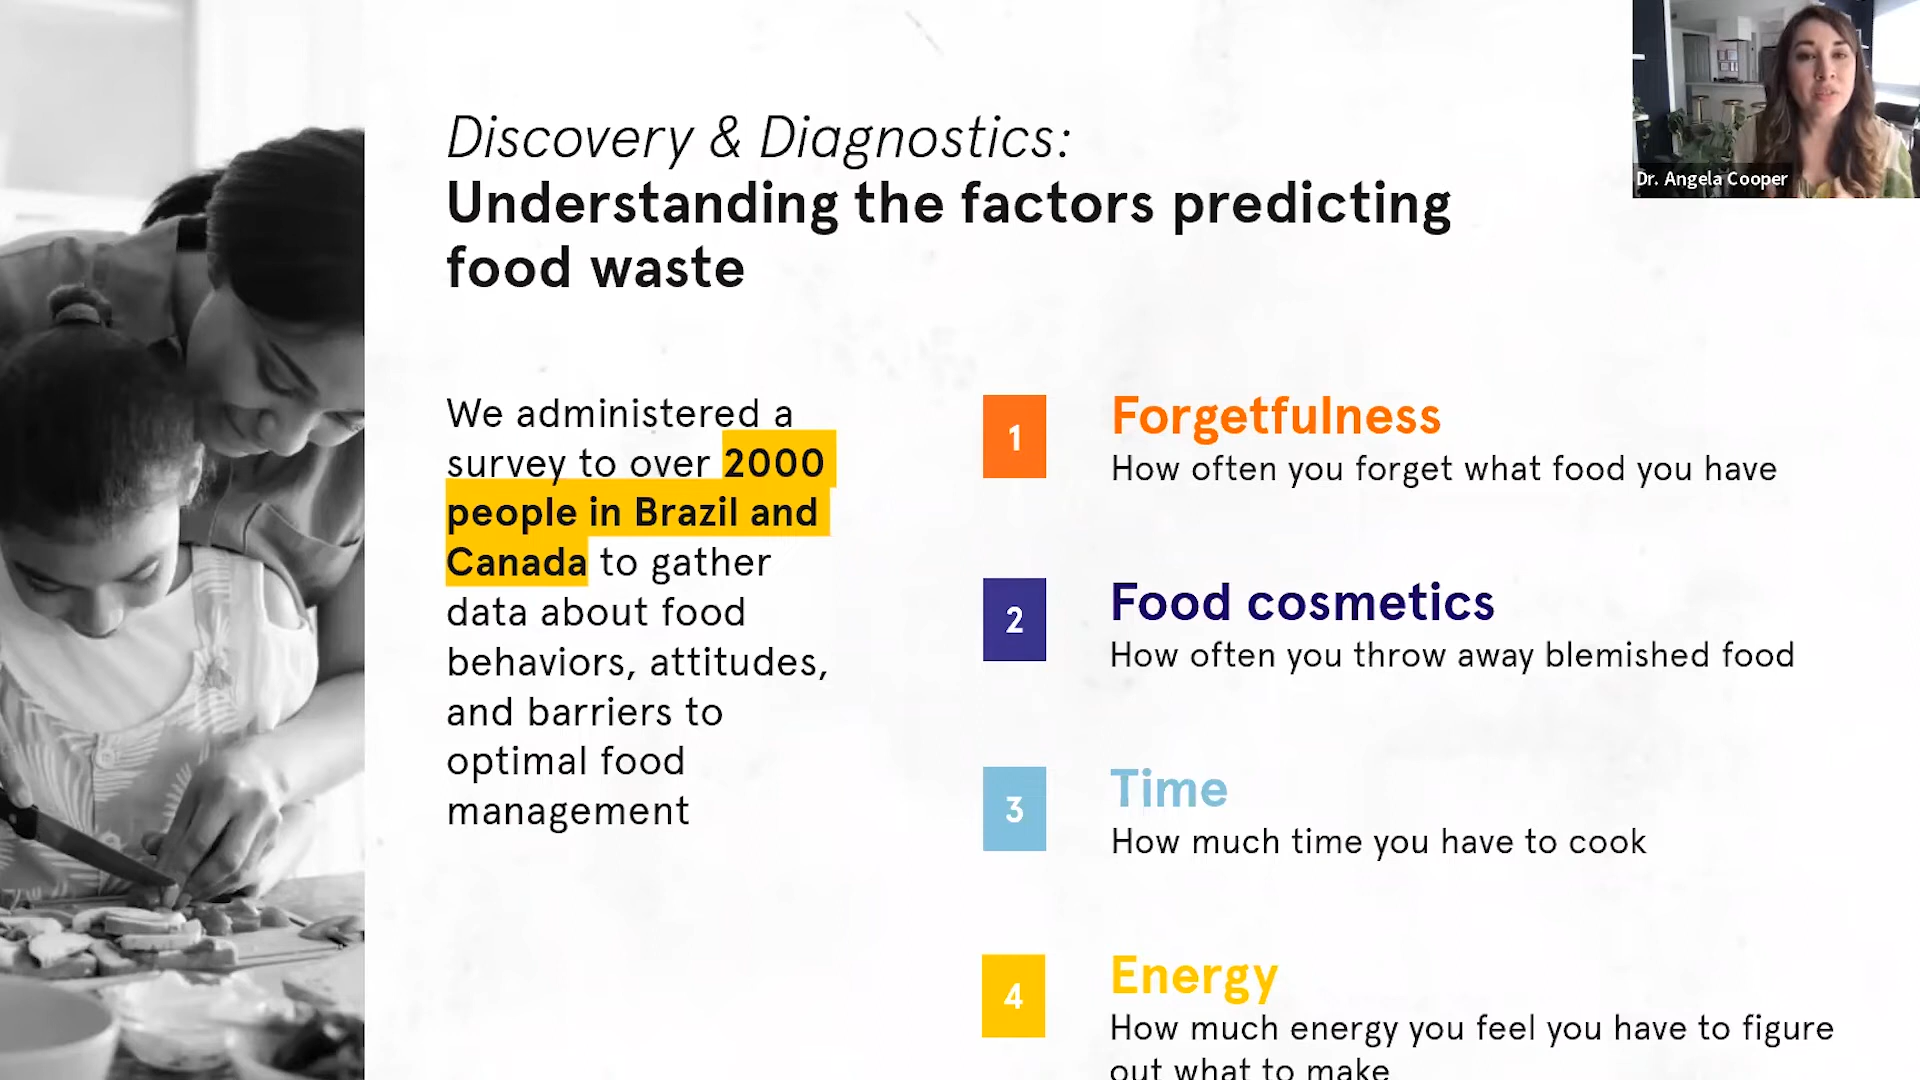 Discovery & Diagnostics:
Understanding the factors predicting
food waste
We administered a
survey to over 2000
people in Brazil and
Canada to gather
data about food
behaviors, attitudes,
and barriers to
optimal food
management
1
Forgetfulness
How often you forget what food you have
2
Food cosmetics
How often you throw away blemished food
3
Time
How much time you have to cook
4
Energy
How much energy you feel you have to figure
out what to make
Dr. Angela Cooper